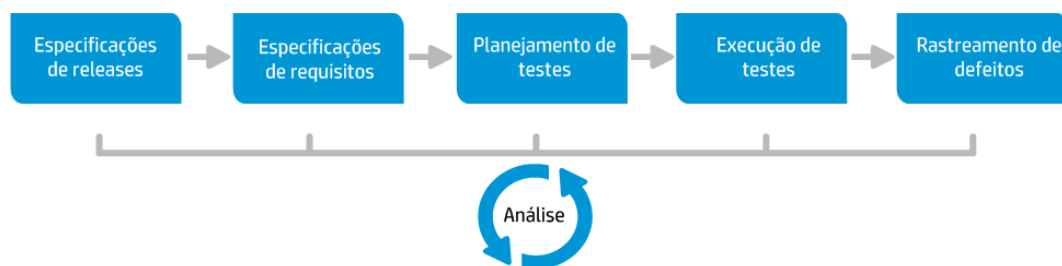 Especificações
de releases
Especificações
de requisitos
Planejamento de
testes
Execução de
testes
Rastreamento de
defeitos
Análise